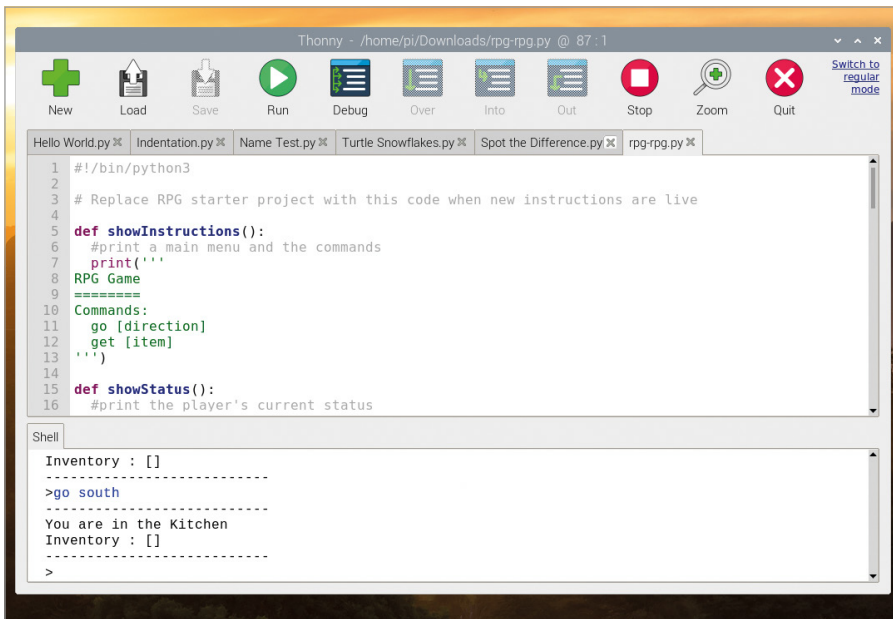 Thonny - /home/pi/Downloads/rpg-rpg.py @ 87 : 1
New Load Save Run Debug Over Into Out Stop Zoom Quit
Switch to
regular
mode
Hello World.py Indentation.py Name Test.py Turtle Snowflakes.py Spot the Difference.py rpg-rpg.py
1 #!/bin/python3
2
3 # Replace RPG starter project with this code when new instructions are live
4
5 def showInstructions():
6   #print a main menu and the commands
7   print('''
8 RPG Game
9 ========
10 Commands:
11   go [direction]
12   get [item]
13 ''')
14
15 def showStatus():
16   #print the player's current status
Shell
Inventory : []
---------------------------
>go south
---------------------------
You are in the Kitchen
Inventory : []
---------------------------
>